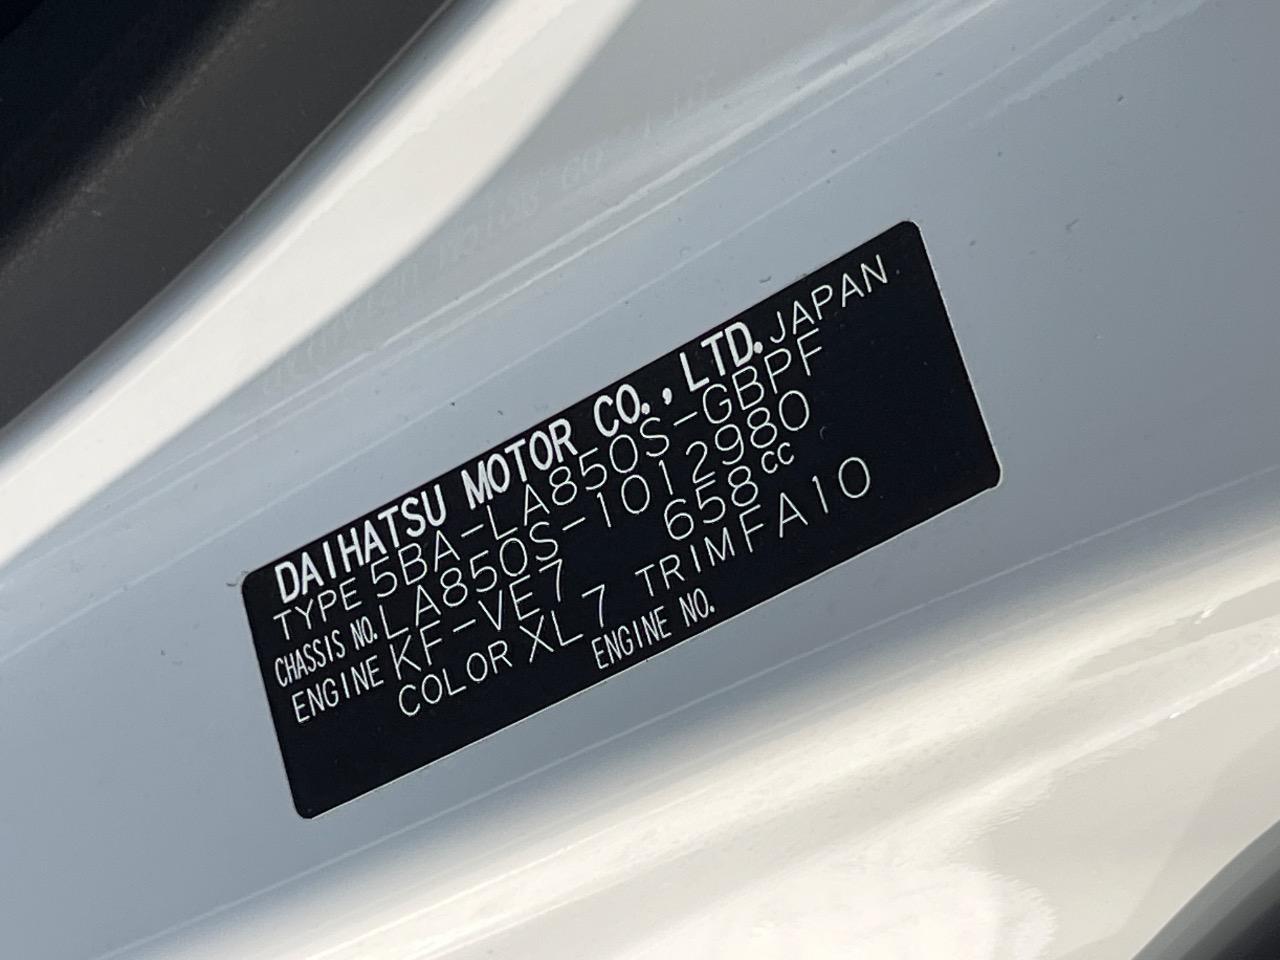 DAIHATSU MOTOR CO., LTD. JAPAN
TYPE 5BA-LA850S-GBPF
CHASSIS NO. LA850S-1012980
ENGINE KF-VE7 658CC
COLOR XL7 TRIM FA10
ENGINE NO.